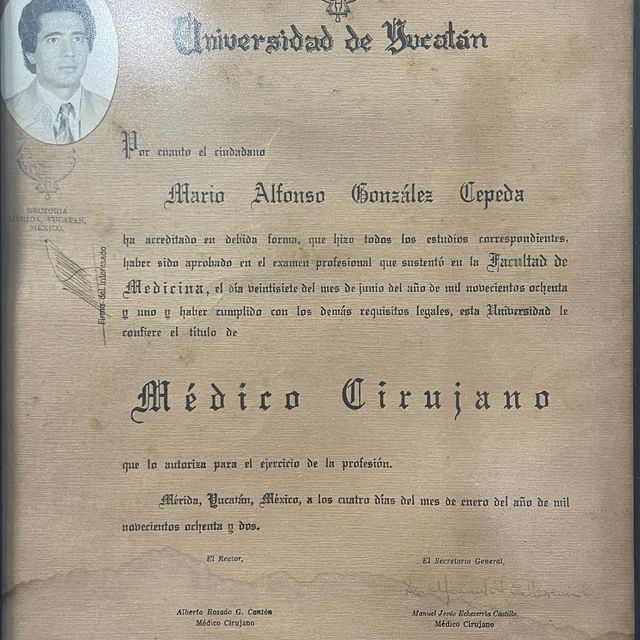 Universidad de Yucatán
Por cuanto el ciudadano
Mario Alfonso González Cepeda
RECTORIA
MERIDA, YUCATAN,
MEXICO.
Firma del Interesado
ha acreditado en debida forma, que hizo todos los estudios correspondientes,
haber sido aprobado en el examen profesional que sustentó en la Facultad de
Medicina, el día veintisiete del mes de junio del año de mil novecientos ochenta
y uno y haber cumplido con los demás requisitos legales, esta Universidad le
confiere el título de
Médico Cirujano
que lo autoriza para el ejercicio de la profesión.
Mérida, Yucatán, México, a los cuatro días del mes de enero del año de mil
novecientos ochenta y dos.
El Rector,
El Secretario General,
Alberto Rosado G. Cantón
Médico Cirujano
Manuel Jesús Echeverría Castillo,
Médico Cirujano